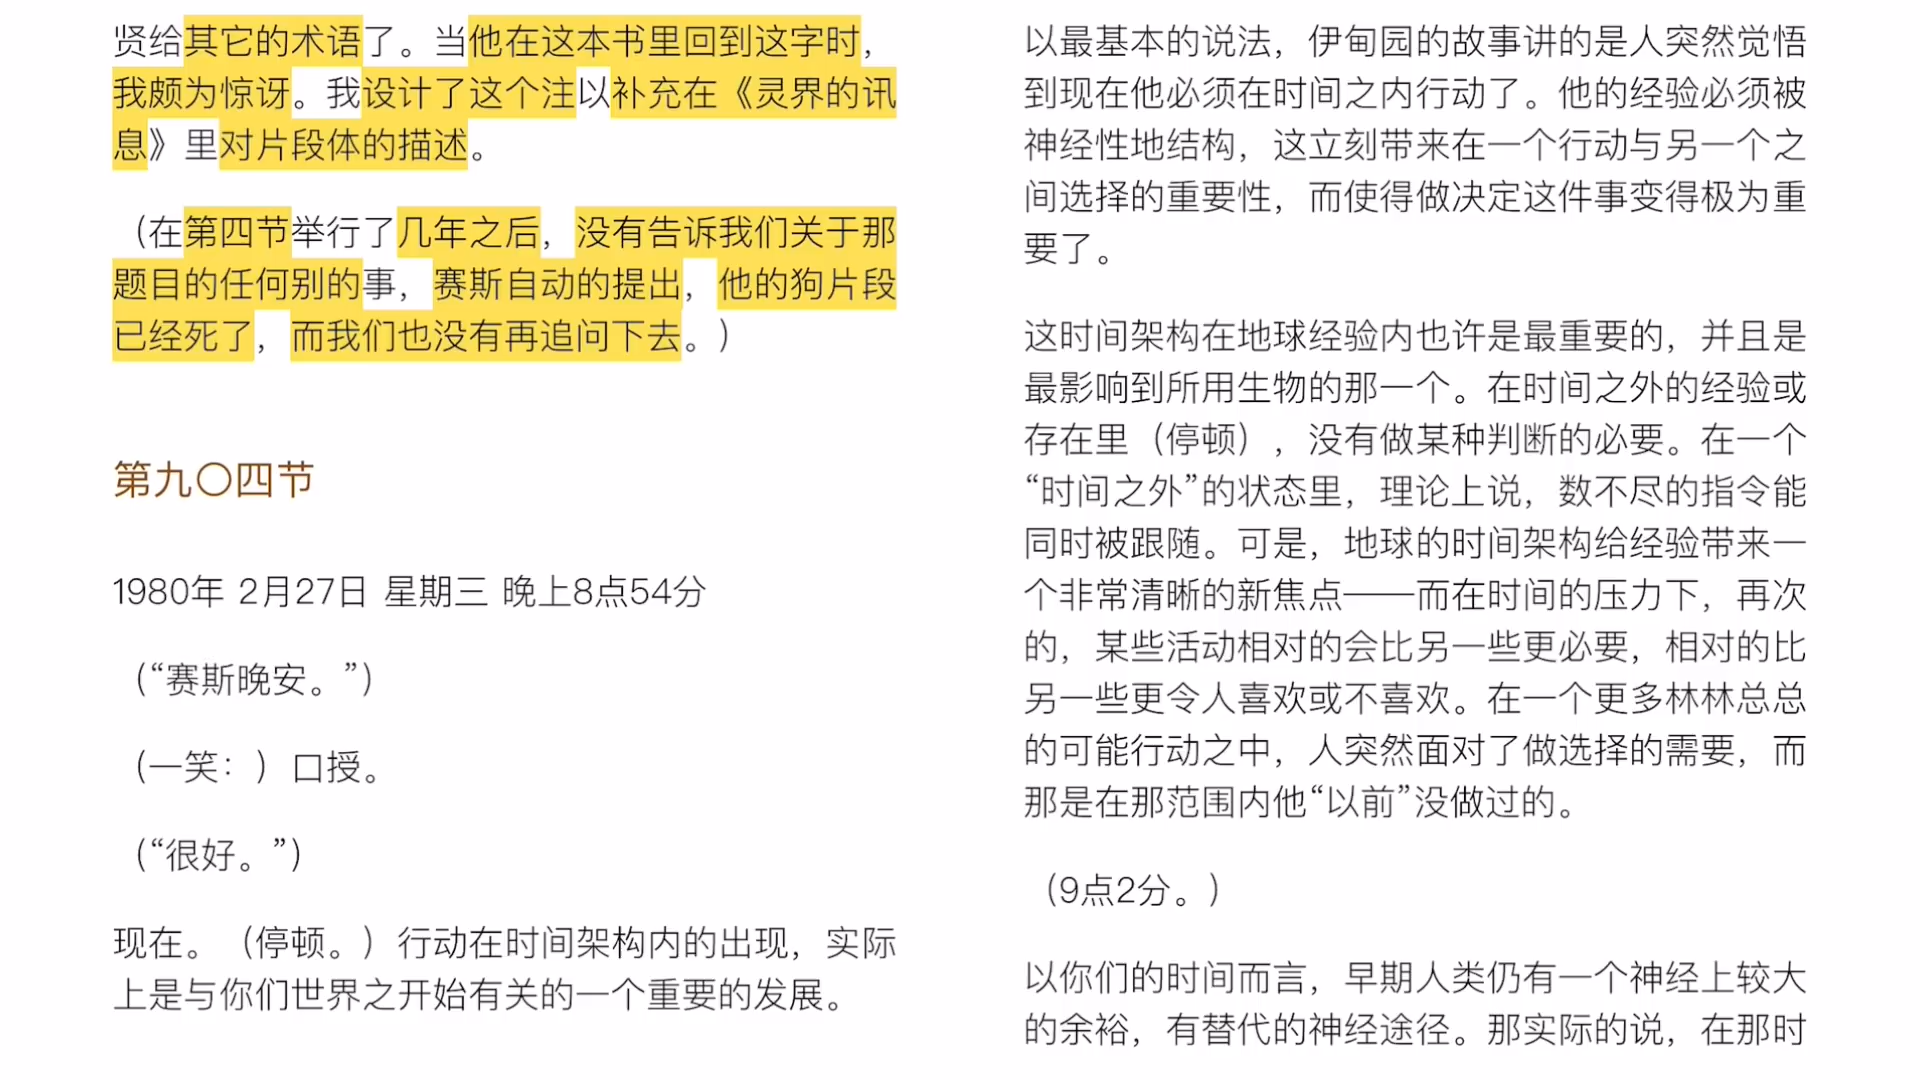 贤给其它的术语了。当他在这本书里回到这字时，
我颇为惊讶。我设计了这个注以补充在《灵界的讯
息》里对片段体的描述。
（在第四节举行了几年之后，没有告诉我们关于那
题目的任何别的事，赛斯自动的提出，他的狗片段
已经死了，而我们也没有再追问下去。）
第九〇四节
1980年 2月27日 星期三 晚上8点54分
（“赛斯晚安。”）
（一笑：）口授。
（“很好。”）
现在。（停顿。）行动在时间架构内的出现，实际
上是与你们世界之开始有关的一个重要的发展。
以最基本的说法，伊甸园的故事讲的是人突然觉悟
到现在他必须在时间之内行动了。他的经验必须被
神经性地结构，这立刻带来在一个行动与另一个之
间选择的重要性，而使得做决定这件事变得极为重
要了。
这时间架构在地球经验内也许是最重要的，并且是
最影响到所用生物的那一个。在时间之外的经验或
存在里（停顿），没有做某种判断的必要。在一个
“时间之外”的状态里，理论上说，数不尽的指令能
同时被跟随。可是，地球的时间架构给经验带来一
个非常清晰的新焦点——而在时间的压力下，再次
的，某些活动相对的会比另一些更必要，相对的比
另一些更令人喜欢或不喜欢。在一个更多林林总总
的可能行动之中，人突然面对了做选择的需要，而
那是在那范围内他“以前”没做过的。
（9点2分。）
以你们的时间而言，早期人类仍有一个神经上较大
的余裕，有替代的神经途径。那实际的说，在那时